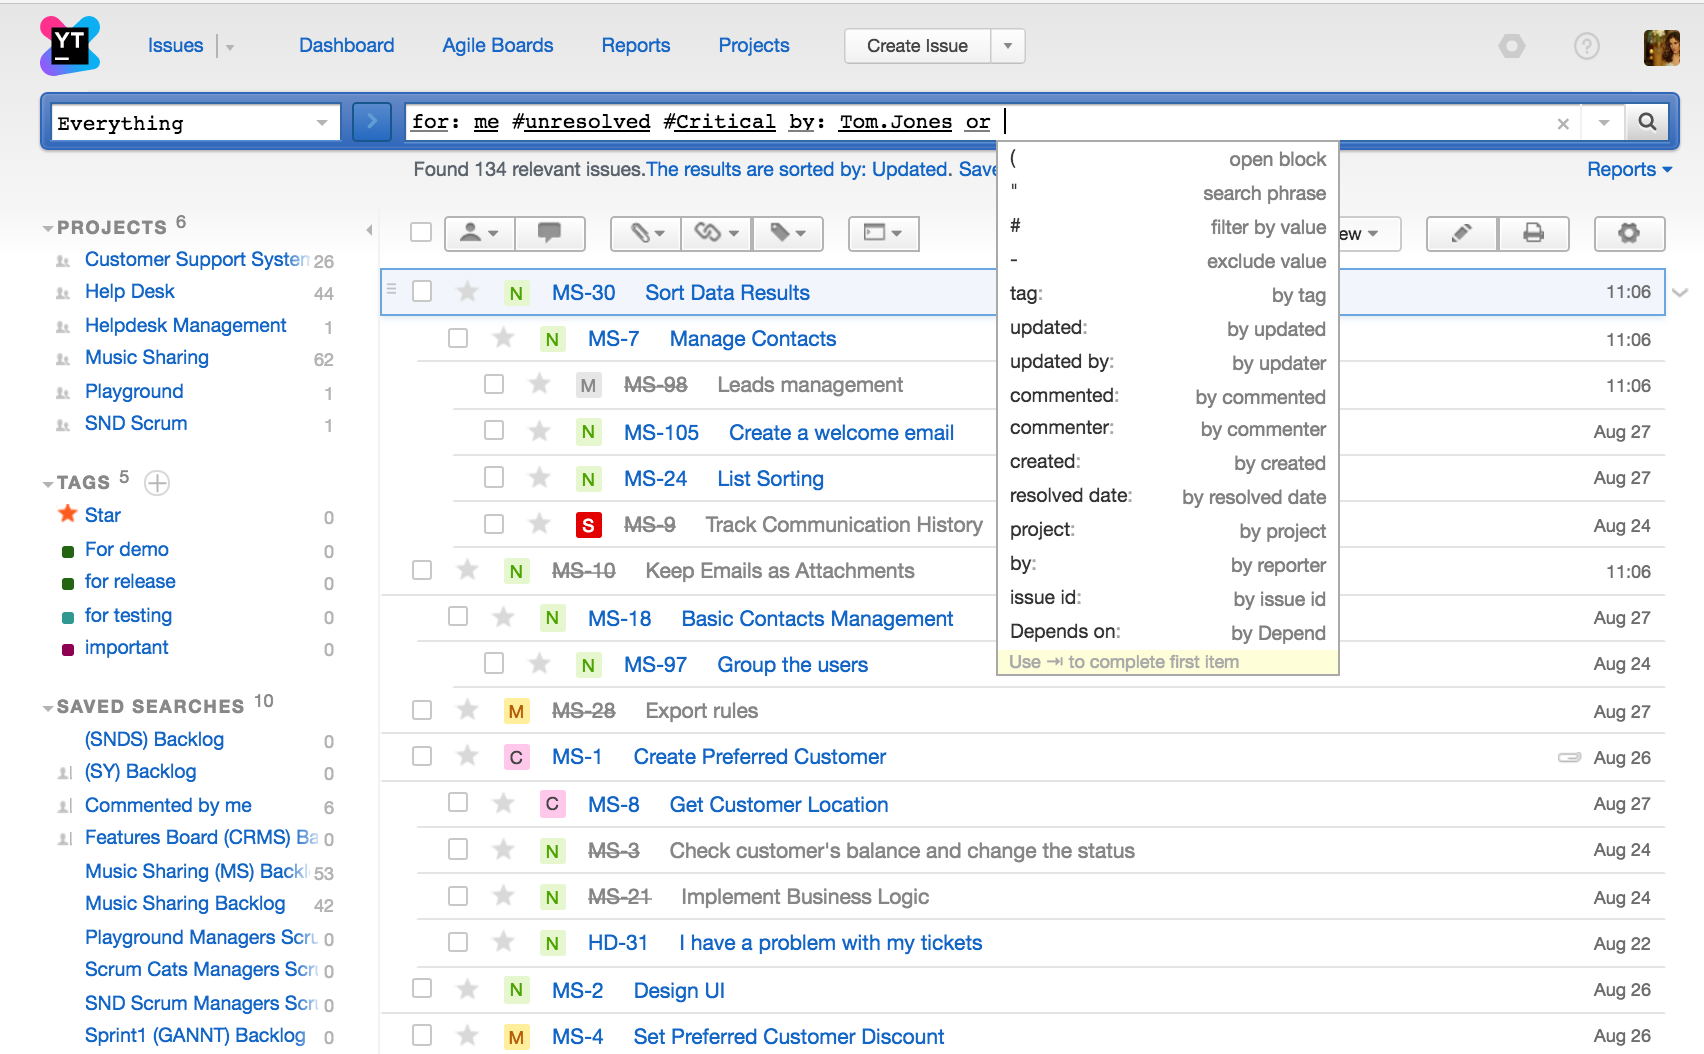 YT
Issues Dashboard Agile Boards Reports Projects Create Issue ?
Everything > for: me #unresolved #Critical by: Tom.Jones or
Found 134 relevant issues. The results are sorted by: Updated. Save Reports
( open block
" search phrase
# filter by value
- exclude value
tag: by tag
updated: by updated
updated by: by updater
commented: by commented
commenter: by commenter
created: by created
resolved date: by resolved date
project: by project
by: by reporter
issue id: by issue id
Depends on: by Depend
Use ⇥ to complete first item
PROJECTS 6
Customer Support System 26
Help Desk 44
Helpdesk Management 1
Music Sharing 62
Playground 1
SND Scrum 1
TAGS 5
Star 0
For demo 0
for release 0
for testing 0
important 0
SAVED SEARCHES 10
(SNDS) Backlog 0
(SY) Backlog 0
Commented by me 6
Features Board (CRMS) Ba 0
Music Sharing (MS) Backl 53
Music Sharing Backlog 42
Playground Managers Scru 0
Scrum Cats Managers Scr 0
SND Scrum Managers Scr 0
Sprint1 (GANNT) Backlog 0
ew
N MS-30 Sort Data Results 11:06
N MS-7 Manage Contacts 11:06
M MS-98 Leads management 11:06
N MS-105 Create a welcome email Aug 27
N MS-24 List Sorting Aug 27
S MS-9 Track Communication History Aug 24
N MS-10 Keep Emails as Attachments 11:06
N MS-18 Basic Contacts Management Aug 27
N MS-97 Group the users Aug 24
M MS-28 Export rules Aug 27
C MS-1 Create Preferred Customer Aug 26
C MS-8 Get Customer Location Aug 27
N MS-3 Check customer's balance and change the status Aug 24
N MS-21 Implement Business Logic Aug 24
N HD-31 I have a problem with my tickets Aug 22
N MS-2 Design UI Aug 26
M MS-4 Set Preferred Customer Discount Aug 26